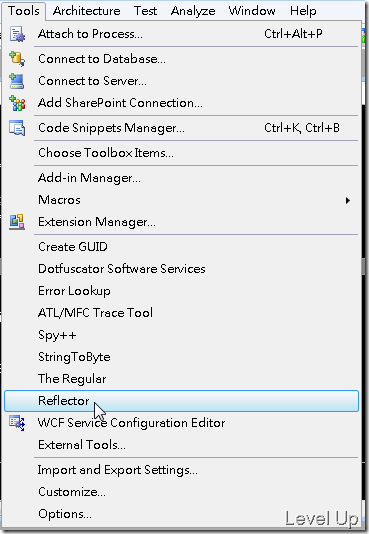 Tools Architecture Test Analyze Window Help
Attach to Process... Ctrl+Alt+P
Connect to Database...
Connect to Server...
Add SharePoint Connection...
Code Snippets Manager... Ctrl+K, Ctrl+B
Choose Toolbox Items...
Add-in Manager...
Macros
Extension Manager...
Create GUID
Dotfuscator Software Services
Error Lookup
ATL/MFC Trace Tool
Spy++
StringToByte
The Regular
Reflector
WCF Service Configuration Editor
External Tools...
Import and Export Settings...
Customize...
Options...
Level Up